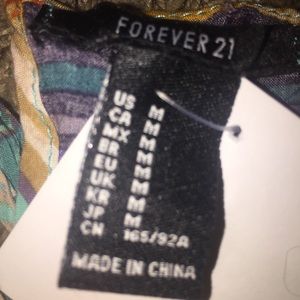 FOREVER 21
US M
CA M
MX M
BR M
EU M
UK M
KR M
JP M
CN 165/92A
MADE IN CHINA